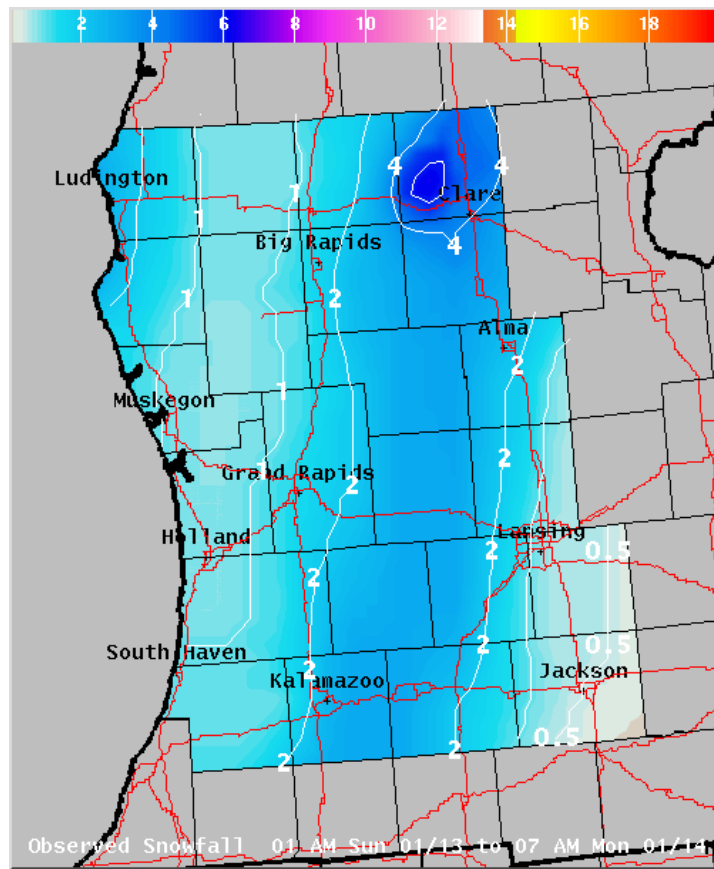 2 4 6 8 10 12 14 16 18
Ludington
4 4
Clare
1
1
Big Rapids
4
1
2
Alma
2
Muskegon
1
2
Grand Rapids
1
2
Holland
Lansing
2
0.5
2
South Haven
2
0.5
Kalamazoo
2
Jackson
2
2
0.5
Observed Snowfall 01 AM Sun 01/13 to 07 AM Mon 01/14